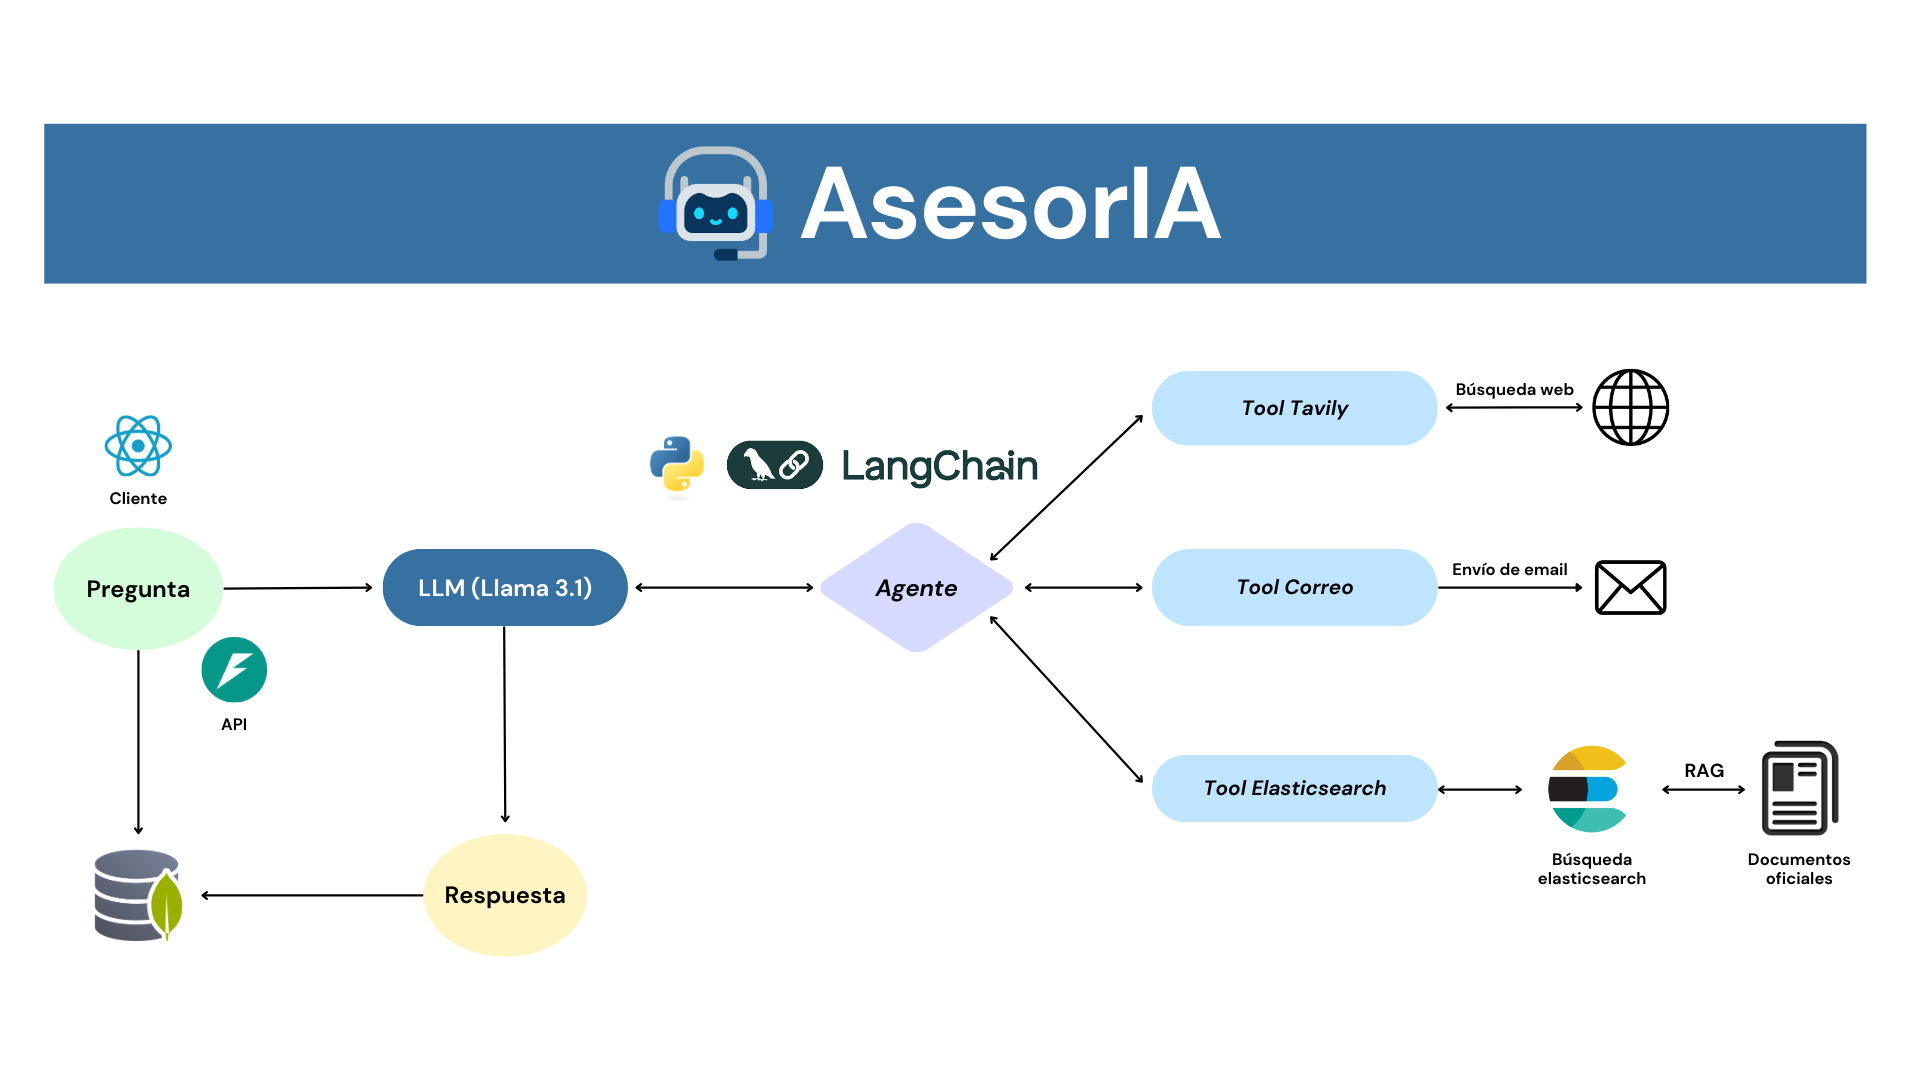 AsesorIA
Cliente
Pregunta
API
LLM (Llama 3.1)
LangChain
Agente
Tool Tavily
Búsqueda web
Tool Correo
Envío de email
Tool Elasticsearch
Búsqueda
elasticsearch
RAG
Documentos
oficiales
Respuesta